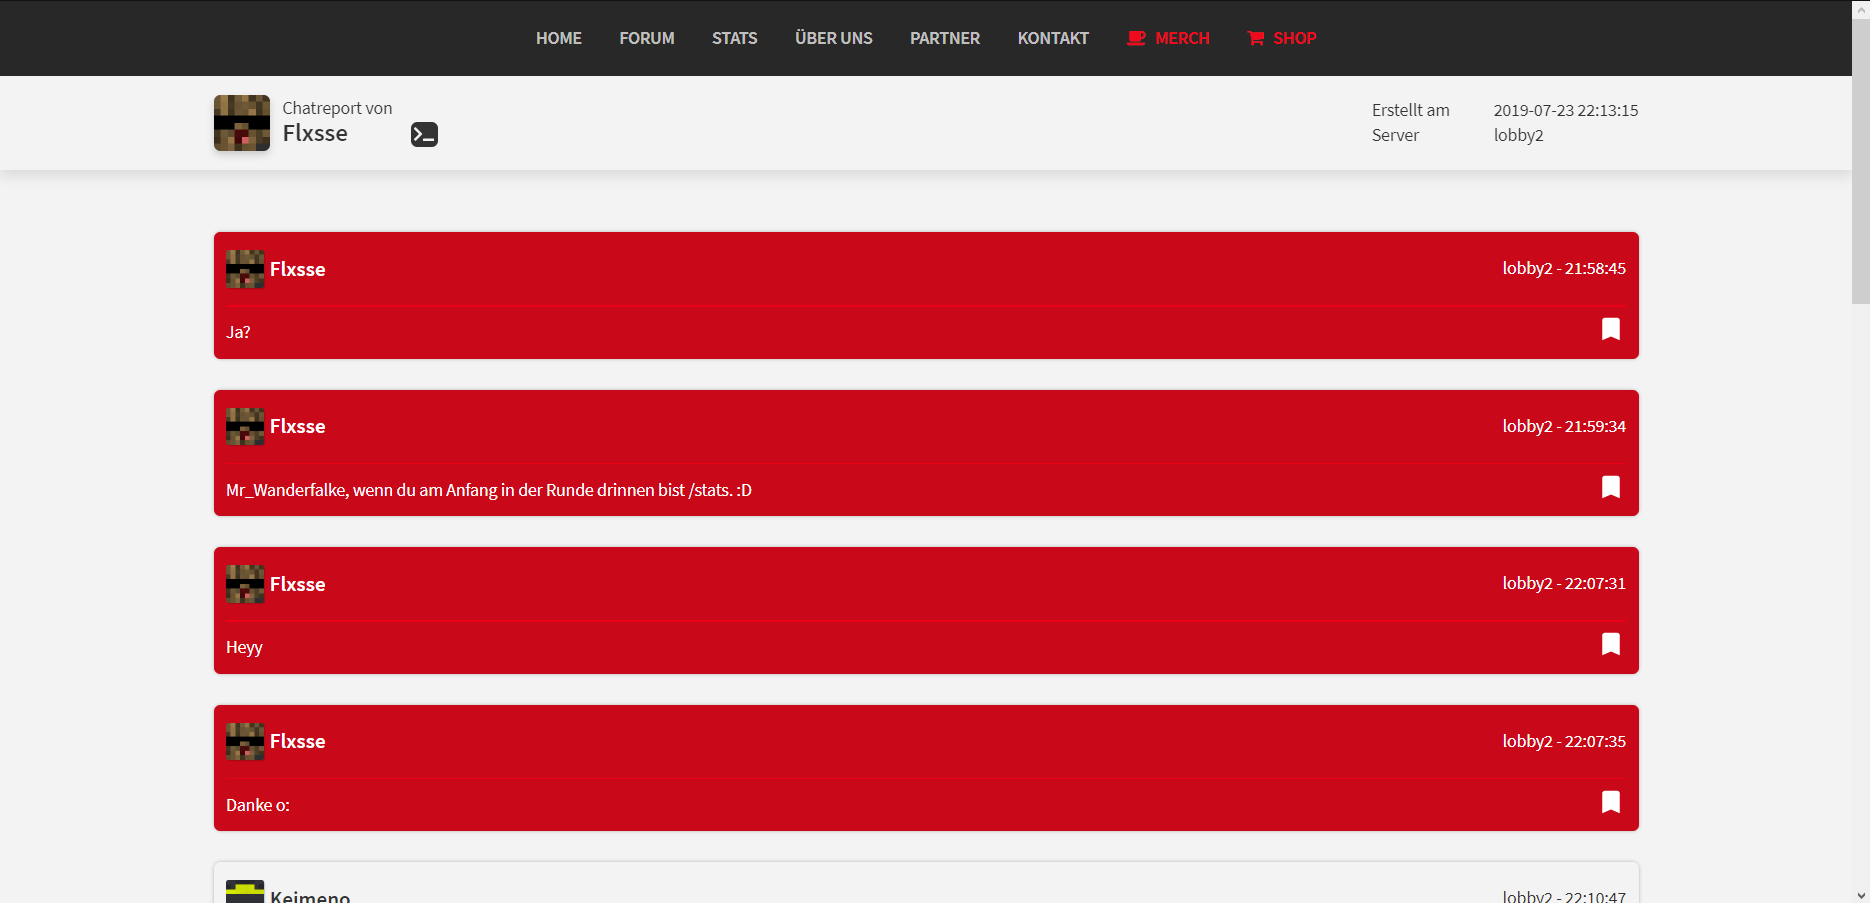 HOME FORUM STATS ÜBER UNS PARTNER KONTAKT MERCH SHOP
Chatreport von
Flxsse
Erstellt am 2019-07-23 22:13:15
Server lobby2
Flxsse lobby2 - 21:58:45
Ja?
Flxsse lobby2 - 21:59:34
Mr_Wanderfalke, wenn du am Anfang in der Runde drinnen bist /stats. :D
Flxsse lobby2 - 22:07:31
Heyy
Flxsse lobby2 - 22:07:35
Danke o:
Keimeno lobby2 - 22:10:47